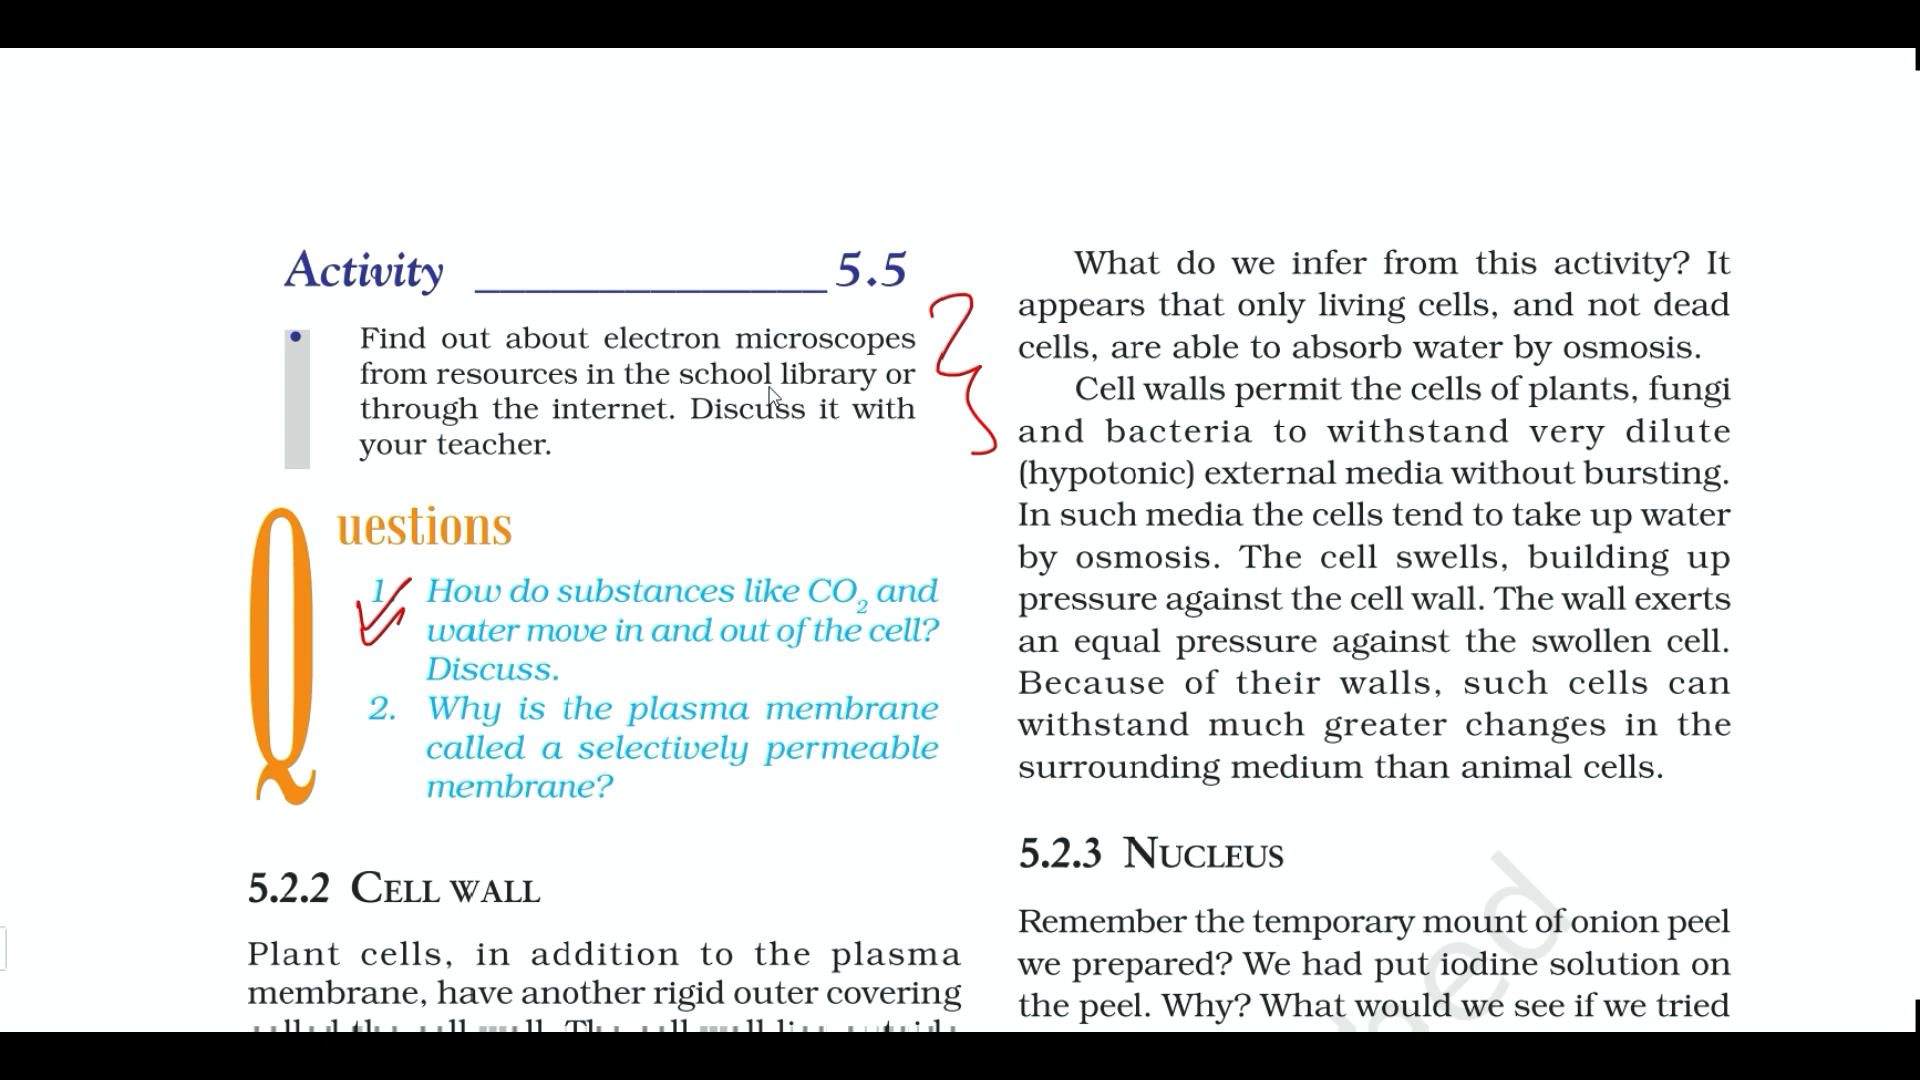 Activity ______________ 5.5
• Find out about electron microscopes
from resources in the school library or
through the internet. Discuss it with
your teacher.
Questions
1. How do substances like CO₂ and
water move in and out of the cell?
Discuss.
2. Why is the plasma membrane
called a selectively permeable
membrane?
5.2.2 CELL WALL
Plant cells, in addition to the plasma
membrane, have another rigid outer covering
called the cell wall. The cell wall lies outside
What do we infer from this activity? It
appears that only living cells, and not dead
cells, are able to absorb water by osmosis.
Cell walls permit the cells of plants, fungi
and bacteria to withstand very dilute
(hypotonic) external media without bursting.
In such media the cells tend to take up water
by osmosis. The cell swells, building up
pressure against the cell wall. The wall exerts
an equal pressure against the swollen cell.
Because of their walls, such cells can
withstand much greater changes in the
surrounding medium than animal cells.
5.2.3 NUCLEUS
Remember the temporary mount of onion peel
we prepared? We had put iodine solution on
the peel. Why? What would we see if we tried